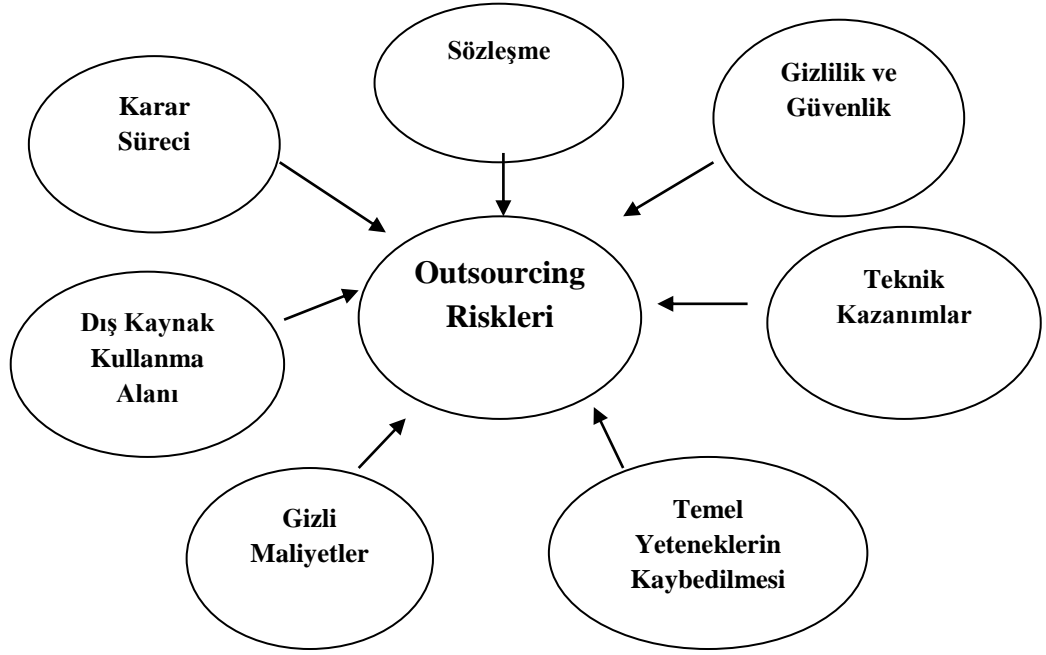 Sözleşme
Gizlilik ve
Güvenlik
Karar
Süreci
Outsourcing
Riskleri
Teknik
Kazanımlar
Dış Kaynak
Kullanma
Alanı
Gizli
Maliyetler
Temel
Yeteneklerin
Kaybedilmesi